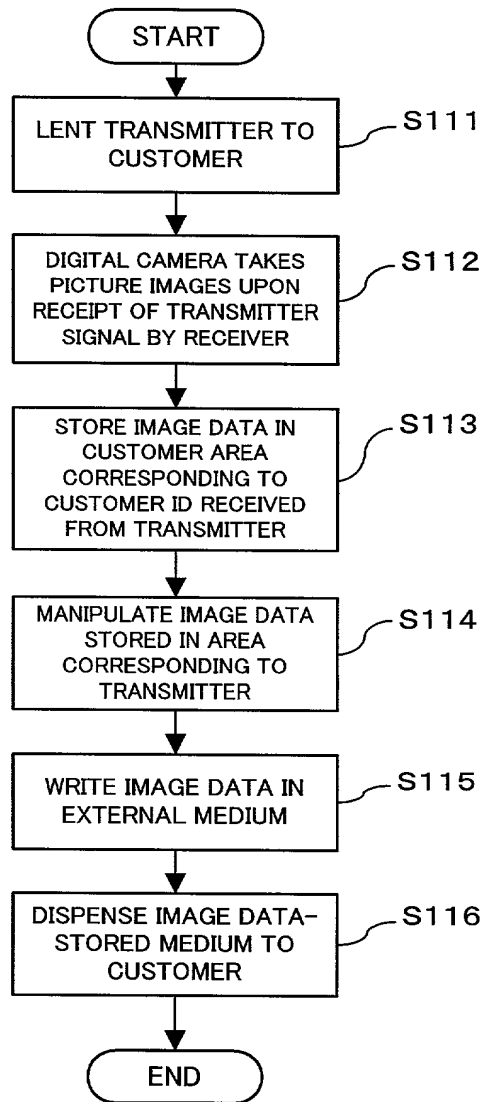 START
LENT TRANSMITTER TO
CUSTOMER
S111
DIGITAL CAMERA TAKES
PICTURE IMAGES UPON
RECEIPT OF TRANSMITTER
SIGNAL BY RECEIVER
S112
STORE IMAGE DATA IN
CUSTOMER AREA
CORRESPONDING TO
CUSTOMER ID RECEIVED
FROM TRANSMITTER
S113
MANIPULATE IMAGE DATA
STORED IN AREA
CORRESPONDING TO
TRANSMITTER
S114
WRITE IMAGE DATA IN
EXTERNAL MEDIUM
S115
DISPENSE IMAGE DATA-
STORED MEDIUM TO
CUSTOMER
S116
END